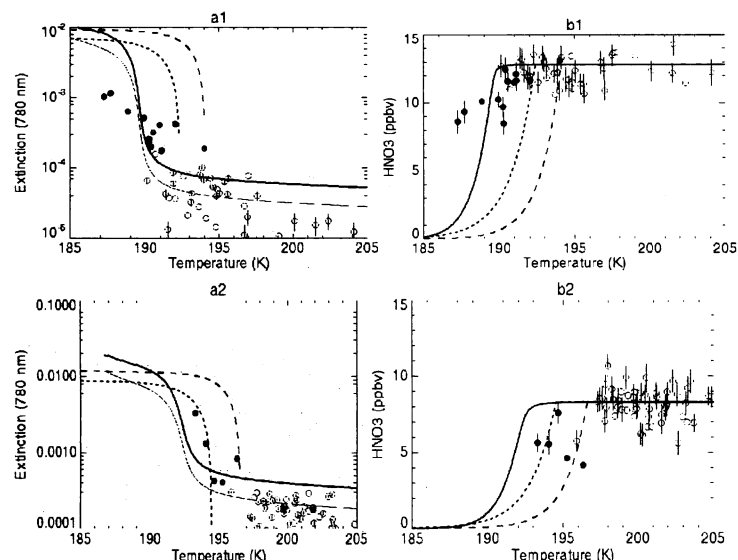 a1
10-2
10-3
10-4
10-5
Extinction (780 nm)
185 190 195 200 205
Temperature (K)
b1
15
10
5
0
HNO3 (ppbv)
185 190 195 200 205
Temperature (K)
a2
0.1000
0.0100
0.0010
0.0001
Extinction (780 nm)
185 190 195 200 205
Temperature (K)
b2
15
10
5
0
HNO3 (ppbv)
185 190 195 200 205
Temperature (K)